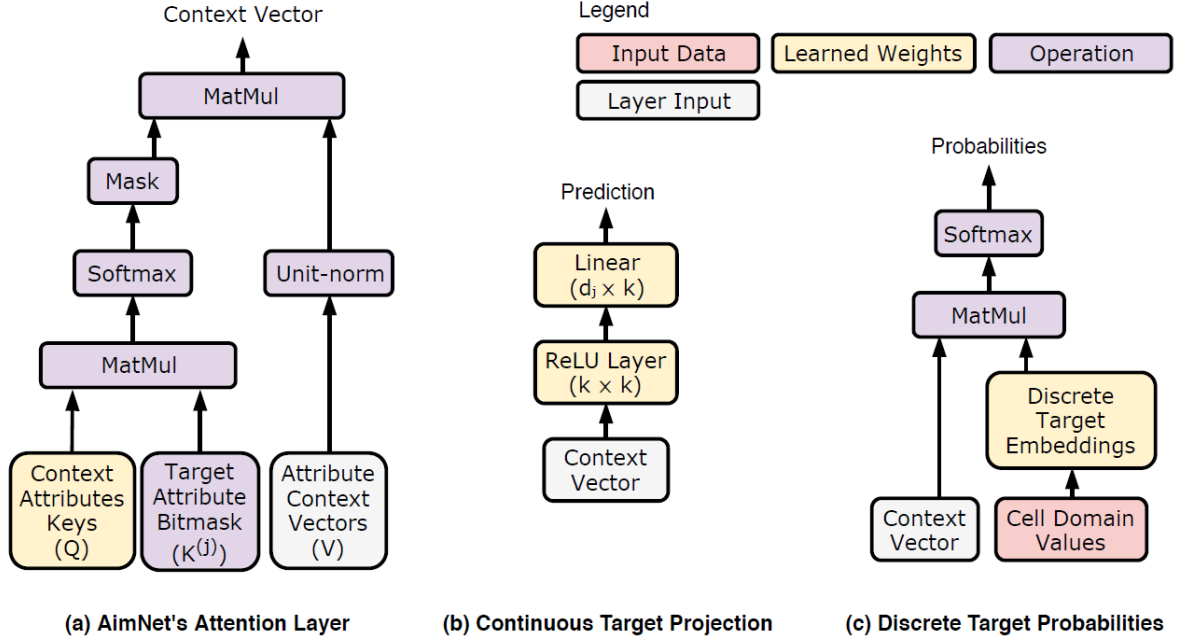 Context Vector
MatMul
Mask
Softmax
Unit-norm
MatMul
Context
Attributes
Keys
(Q)
Target
Attribute
Bitmask
(K(j))
Attribute
Context
Vectors
(V)
(a) AimNet's Attention Layer
Legend
Input Data
Learned Weights
Operation
Layer Input
Prediction
Linear
(dⱼ x k)
ReLU Layer
(k x k)
Context
Vector
(b) Continuous Target Projection
Probabilities
Softmax
MatMul
Discrete
Target
Embeddings
Context
Vector
Cell Domain
Values
(c) Discrete Target Probabilities